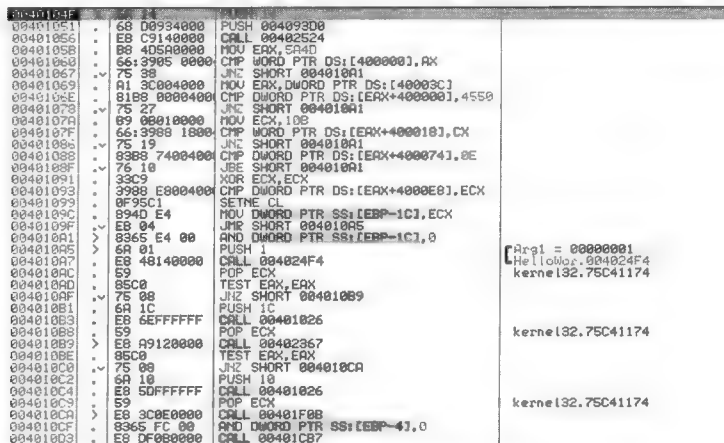 0040104F
00401051 . 68 D0934000 PUSH 004093D0
00401056 . E8 C9140000 CALL 00402524
0040105B . B8 4D5A0000 MOV EAX,5A4D
00401060 . 66:3905 0000 CMP WORD PTR DS:[400000],AX
00401067 .v 75 38 JNZ SHORT 004010A1
00401069 . A1 3C004000 MOV EAX,DWORD PTR DS:[40003C]
0040106E . 81B8 00004000 CMP DWORD PTR DS:[EAX+400000],4550
00401078 .v 75 27 JNZ SHORT 004010A1
0040107A . B9 0B010000 MOV ECX,10B
0040107F . 66:3988 1800 CMP WORD PTR DS:[EAX+400018],CX
00401086 .v 75 19 JNZ SHORT 004010A1
00401088 . 83B8 74004000 CMP DWORD PTR DS:[EAX+400074],0E
0040108F .v 76 10 JBE SHORT 004010A1
00401091 . 33C9 XOR ECX,ECX
00401093 . 3988 E8004000 CMP DWORD PTR DS:[EAX+4000E8],ECX
00401099 . 0F95C1 SETNE CL
0040109C . 894D E4 MOV DWORD PTR SS:[EBP-1C],ECX
0040109F .v EB 04 JMP SHORT 004010A5
004010A1 > 8365 E4 00 AND DWORD PTR SS:[EBP-1C],0
004010A5 > 6A 01 PUSH 1 Arg1 = 00000001
004010A7 . E8 48140000 CALL 004024F4 HelloWor.004024F4
004010AC . 59 POP ECX kernel32.75C41174
004010AD . 85C0 TEST EAX,EAX
004010AF .v 75 08 JNZ SHORT 004010B9
004010B1 . 6A 1C PUSH 1C
004010B3 . E8 6EFFFFFF CALL 00401026
004010B8 . 59 POP ECX kernel32.75C41174
004010B9 > E8 A9120000 CALL 00402367
004010BE . 85C0 TEST EAX,EAX
004010C0 .v 75 08 JNZ SHORT 004010CA
004010C2 . 6A 10 PUSH 10
004010C4 . E8 5DFFFFFF CALL 00401026
004010C9 . 59 POP ECX kernel32.75C41174
004010CA > E8 3C0E0000 CALL 00401F0B
004010CF . 8365 FC 00 AND DWORD PTR SS:[EBP-4],0
004010D3 . E8 DF0B0000 CALL 00401CB7